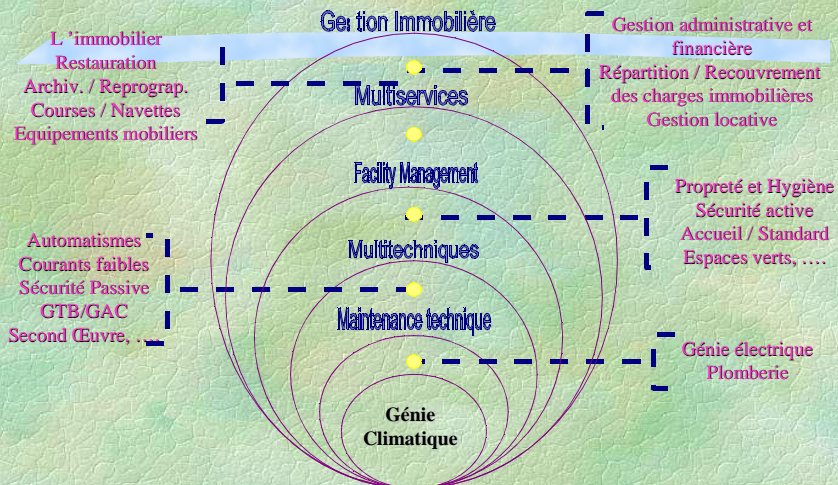 Gestion Immobilière
L ’immobilier
Restauration
Archiv. / Reprograp.
Courses / Navettes
Equipements mobiliers
Gestion administrative et
financière
Répartition / Recouvrement
des charges immobilières
Gestion locative
Multiservices
Facility Management
Propreté et Hygiène
Sécurité active
Accueil / Standard
Espaces verts, ….
Multitechniques
Automatismes
Courants faibles
Sécurité Passive
GTB/GAC
Second Œuvre, ….
Maintenance technique
Génie électrique
Plomberie
Génie
Climatique